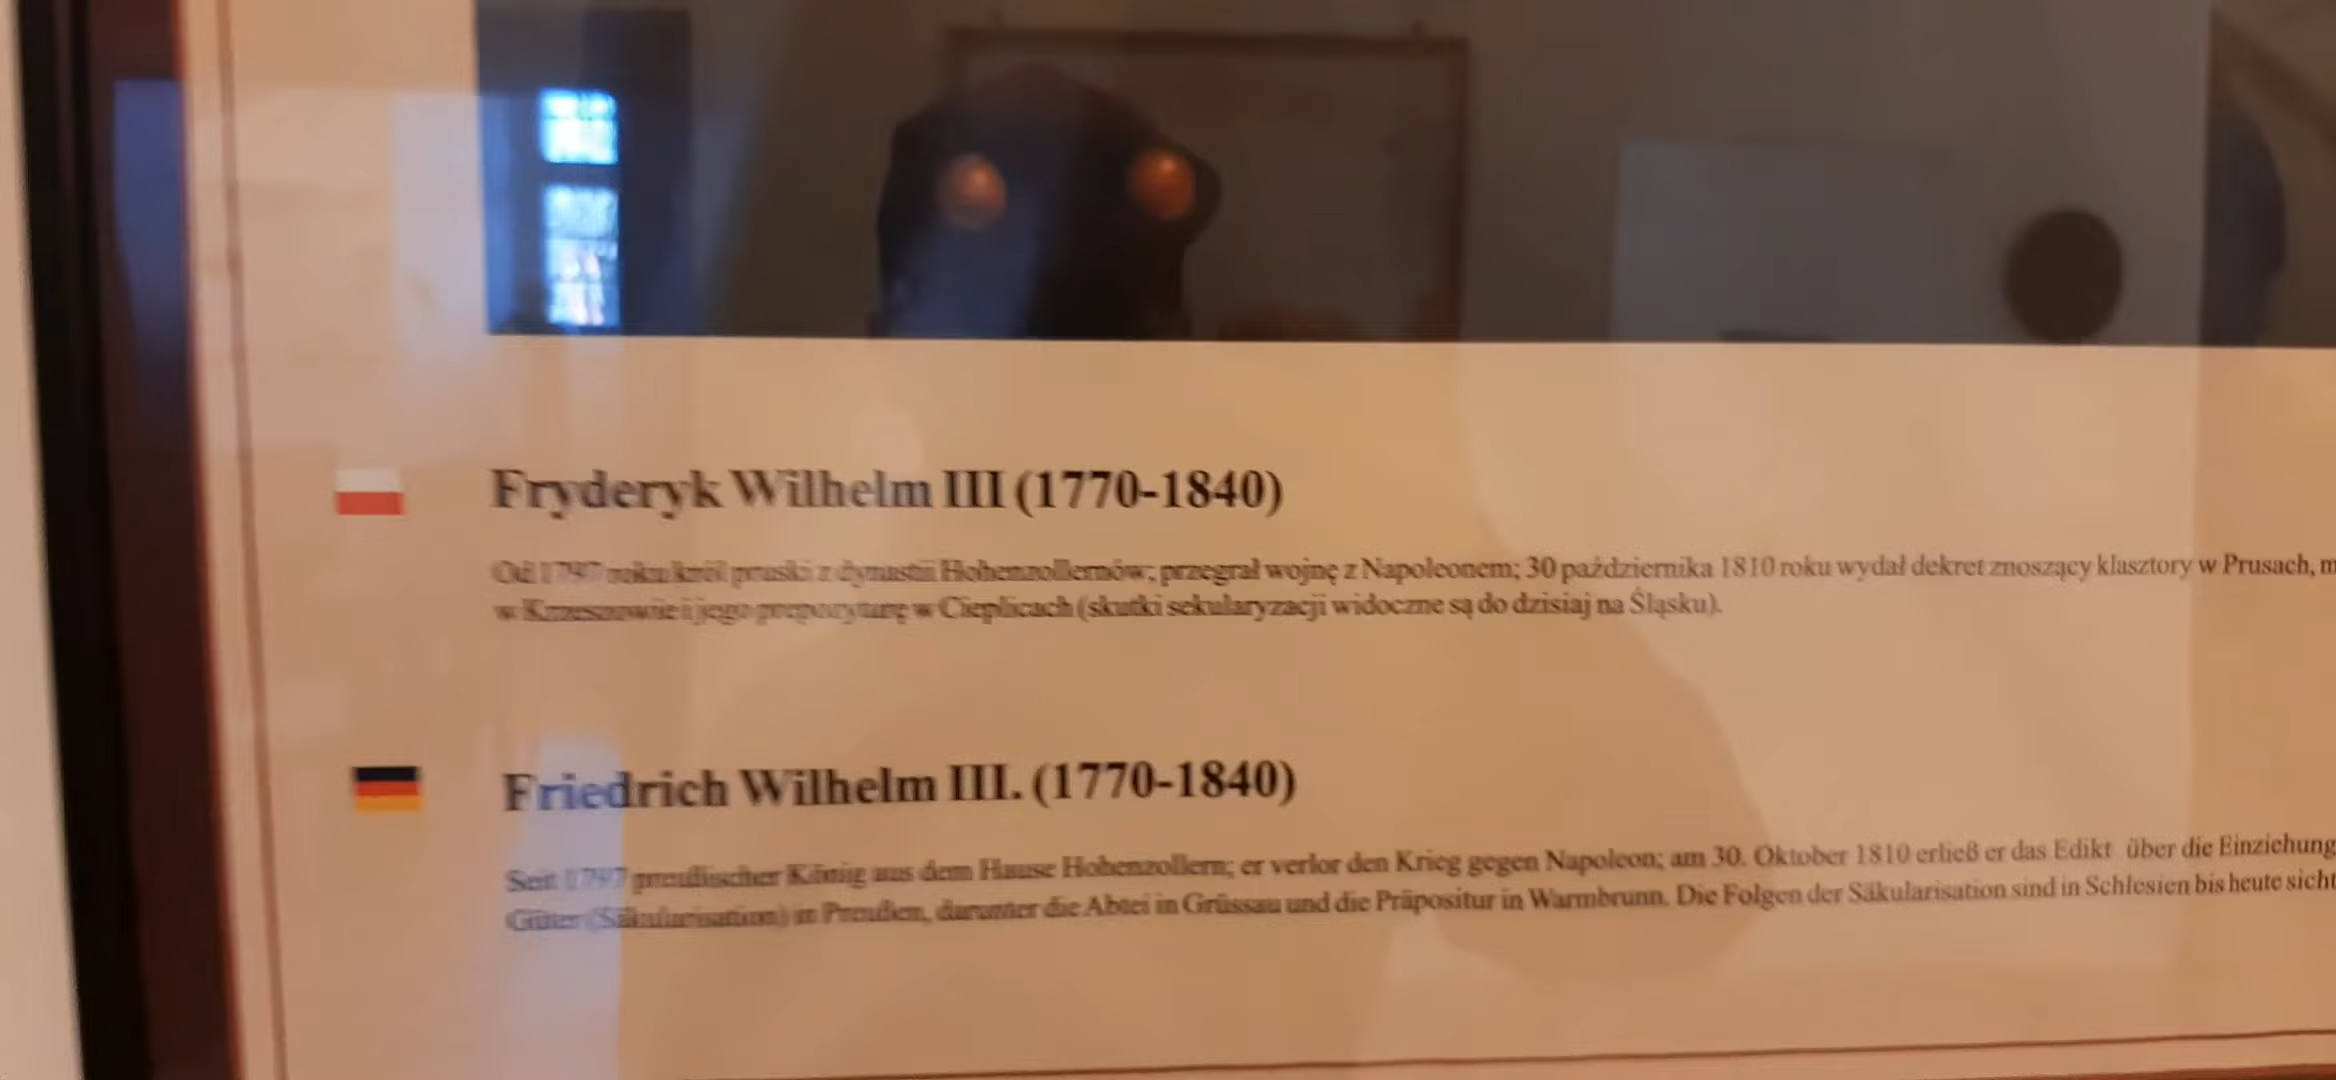 Fryderyk Wilhelm III (1770-1840)
Od 1797 roku król pruski z dynastii Hohenzollernów; przegrał wojnę z Napoleonem; 30 października 1810 roku wydał dekret znoszący klasztory w Prusach, m
w Krzeszowie i jego prepozyturę w Cieplicach (skutki sekularyzacji widoczne są do dzisiaj na Śląsku).
Friedrich Wilhelm III. (1770-1840)
Seit 1797 preußischer König aus dem Hause Hohenzollern; er verlor den Krieg gegen Napoleon; am 30. Oktober 1810 erließ er das Edikt über die Einziehung
Güter (Säkularisation) in Preußen, darunter die Abtei in Grüssau und die Präpositur in Warmbrunn. Die Folgen der Säkularisation sind in Schlesien bis heute sicht